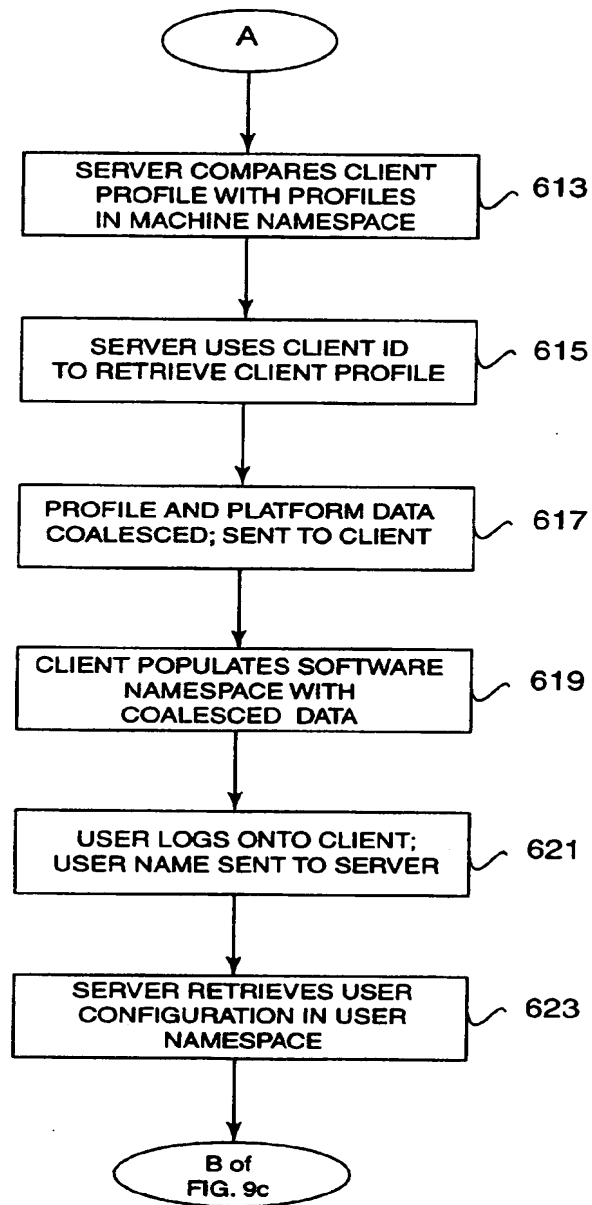 A
SERVER COMPARES CLIENT
PROFILE WITH PROFILES
IN MACHINE NAMESPACE
613
SERVER USES CLIENT ID
TO RETRIEVE CLIENT PROFILE
615
PROFILE AND PLATFORM DATA
COALESCED; SENT TO CLIENT
617
CLIENT POPULATES SOFTWARE
NAMESPACE WITH
COALESCED DATA
619
USER LOGS ONTO CLIENT;
USER NAME SENT TO SERVER
621
SERVER RETRIEVES USER
CONFIGURATION IN USER
NAMESPACE
623
B of
FIG. 9c